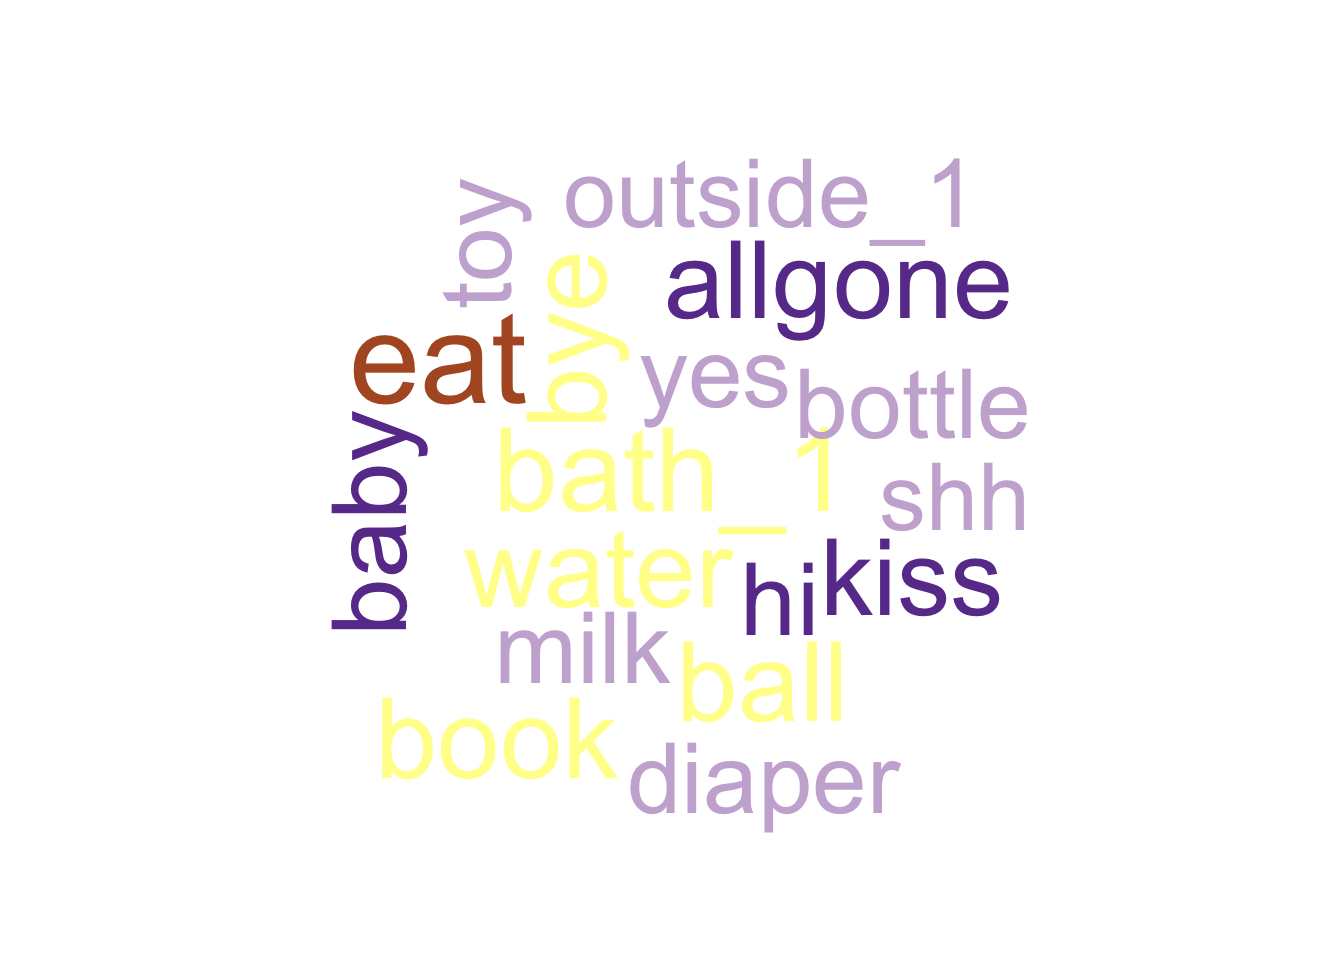 outside_1
toy
allgone
bye
eat
yes
bottle
baby
bath_1
shh
water
hi
kiss
milk
ball
book
diaper